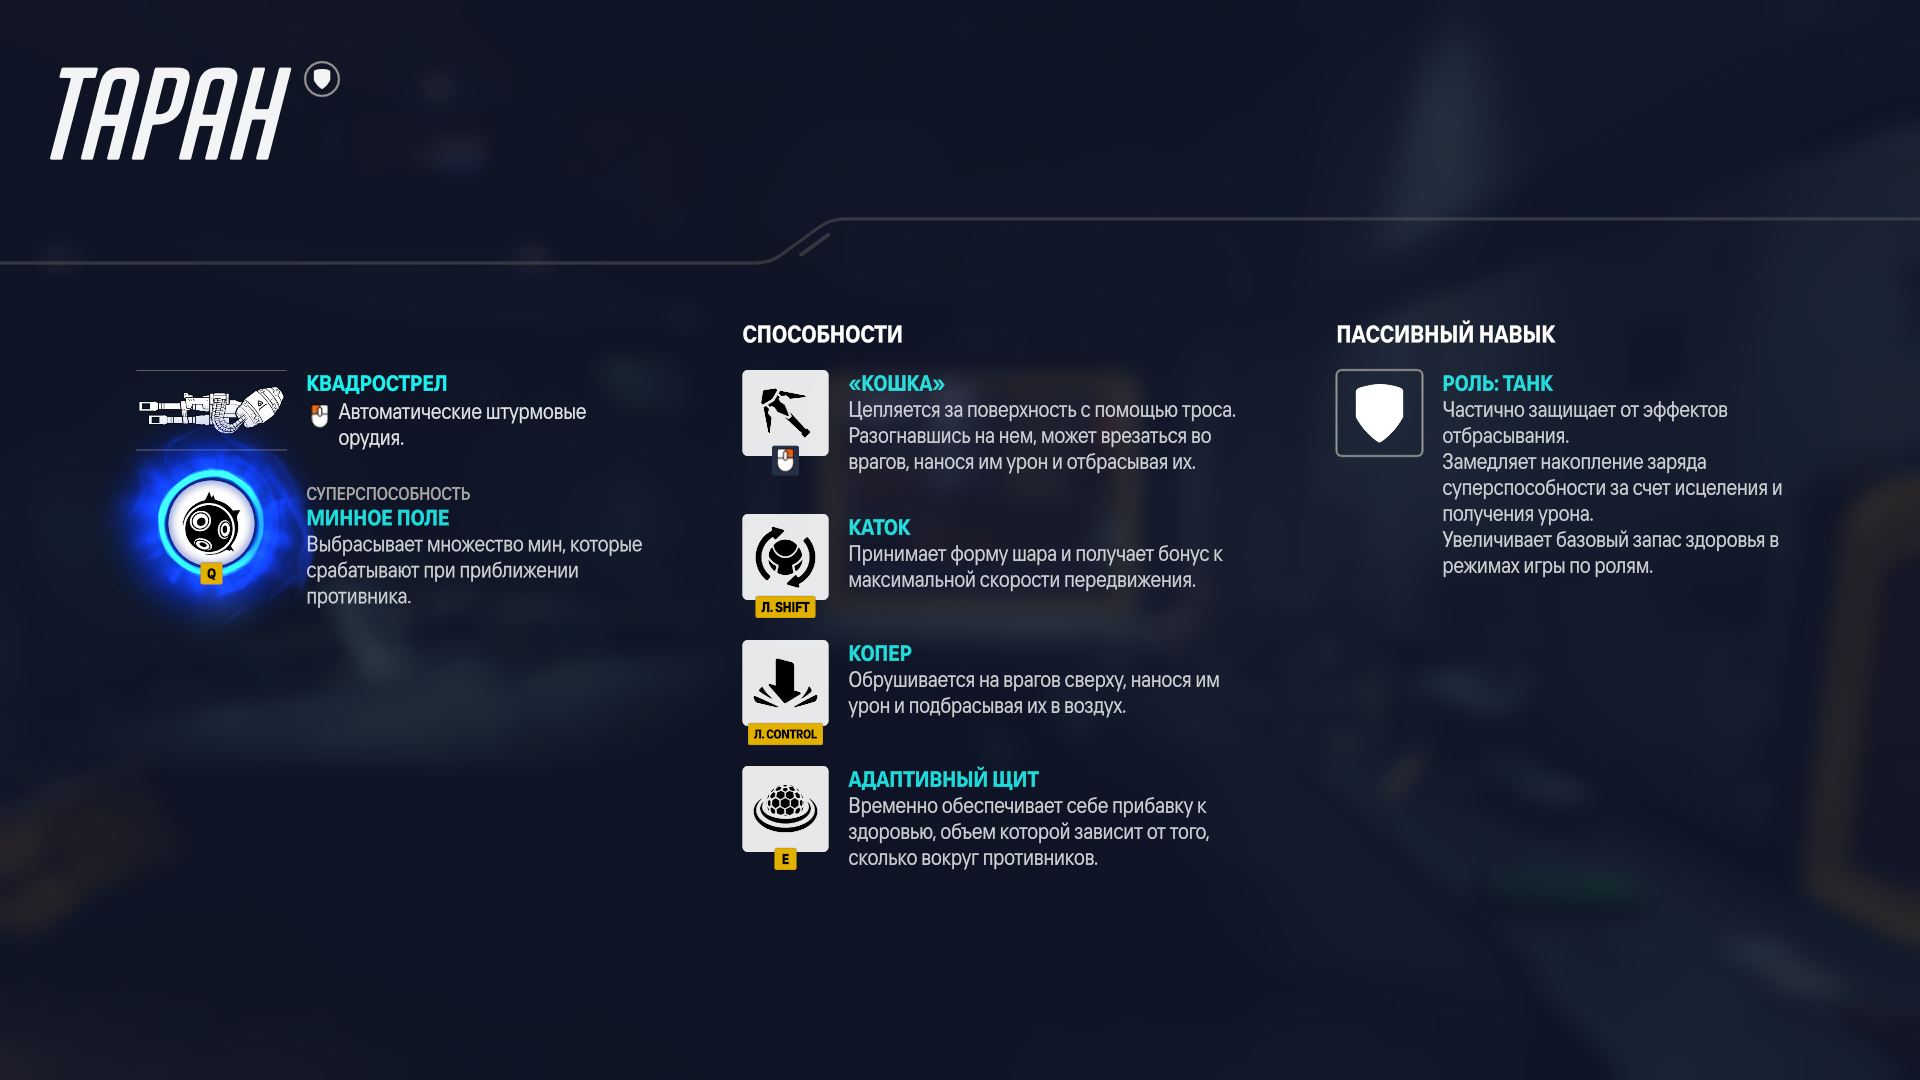 ТАРАН
КВАДРОСТРЕЛ
Автоматические штурмовые
орудия.
СУПЕРСПОСОБНОСТЬ
МИННОЕ ПОЛЕ
Выбрасывает множество мин, которые
срабатывают при приближении
противника.
Q
СПОСОБНОСТИ
«КОШКА»
Цепляется за поверхность с помощью троса.
Разогнавшись на нем, может врезаться во
врагов, нанося им урон и отбрасывая их.
КАТОК
Принимает форму шара и получает бонус к
максимальной скорости передвижения.
Л. SHIFT
КОПЕР
Обрушивается на врагов сверху, нанося им
урон и подбрасывая их в воздух.
Л. CONTROL
АДАПТИВНЫЙ ЩИТ
Временно обеспечивает себе прибавку к
здоровью, объем которой зависит от того,
сколько вокруг противников.
E
ПАССИВНЫЙ НАВЫК
РОЛЬ: ТАНК
Частично защищает от эффектов
отбрасывания.
Замедляет накопление заряда
суперспособности за счет исцеления и
получения урона.
Увеличивает базовый запас здоровья в
режимах игры по ролям.